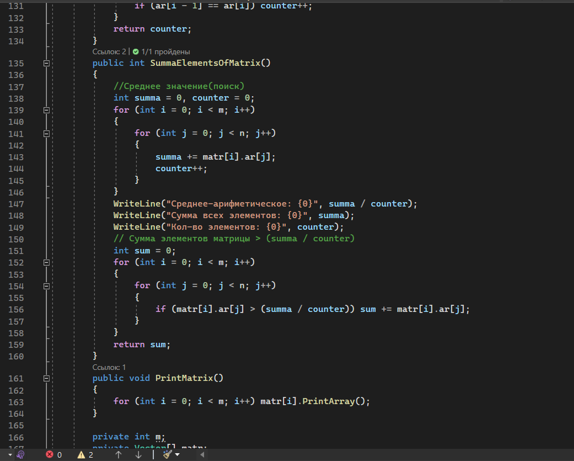 131 if (ar[i - 1] == ar[i]) counter++;
132 }
133 return counter;
134 }
Ссылок: 2 | 1/1 пройдены
135 public int SummaElementsOfMatrix()
136 {
137 //Среднее значение(поиск)
138 int summa = 0, counter = 0;
139 for (int i = 0; i < m; i++)
140 {
141 for (int j = 0; j < n; j++)
142 {
143 summa += matr[i].ar[j];
144 counter++;
145 }
146 }
147 WriteLine("Среднее-арифметическое: {0}", summa / counter);
148 WriteLine("Сумма всех элементов: {0}", summa);
149 WriteLine("Кол-во элементов: {0}", counter);
150 // Сумма элементов матрицы > (summa / counter)
151 int sum = 0;
152 for (int i = 0; i < m; i++)
153 {
154 for (int j = 0; j < n; j++)
155 {
156 if (matr[i].ar[j] > (summa / counter)) sum += matr[i].ar[j];
157 }
158 }
159 return sum;
160 }
Ссылок: 1
161 public void PrintMatrix()
162 {
163 for (int i = 0; i < m; i++) matr[i].PrintArray();
164 }
165
166 private int m;
167 private Vector[] matr;
0 2